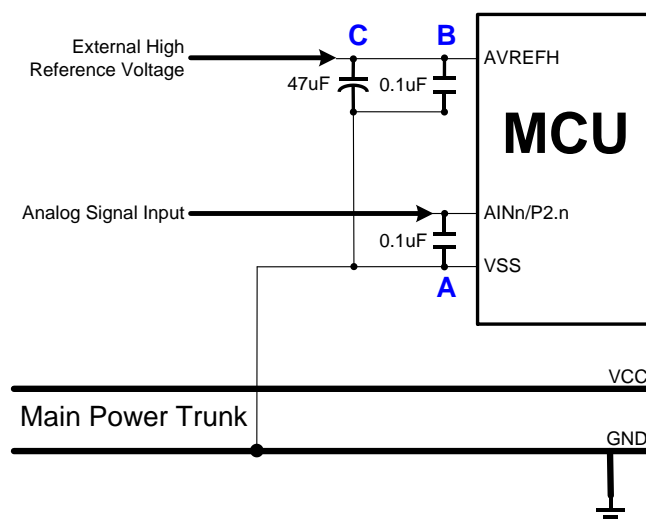 External High
Reference Voltage
C
B
AVREFH
47uF
0.1uF
MCU
Analog Signal Input
AINn/P2.n
0.1uF
VSS
A
VCC
Main Power Trunk
GND